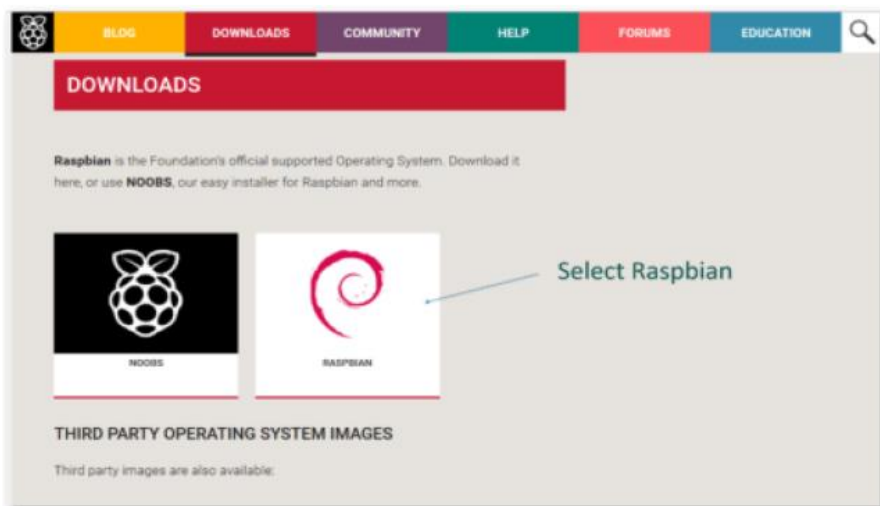 BLOG DOWNLOADS COMMUNITY HELP FORUMS EDUCATION
DOWNLOADS
Raspbian is the Foundation's official supported Operating System. Download it
here, or use NOOBS, our easy installer for Raspbian and more.
Select Raspbian
NOOBS RASPBIAN
THIRD PARTY OPERATING SYSTEM IMAGES
Third party images are also available: